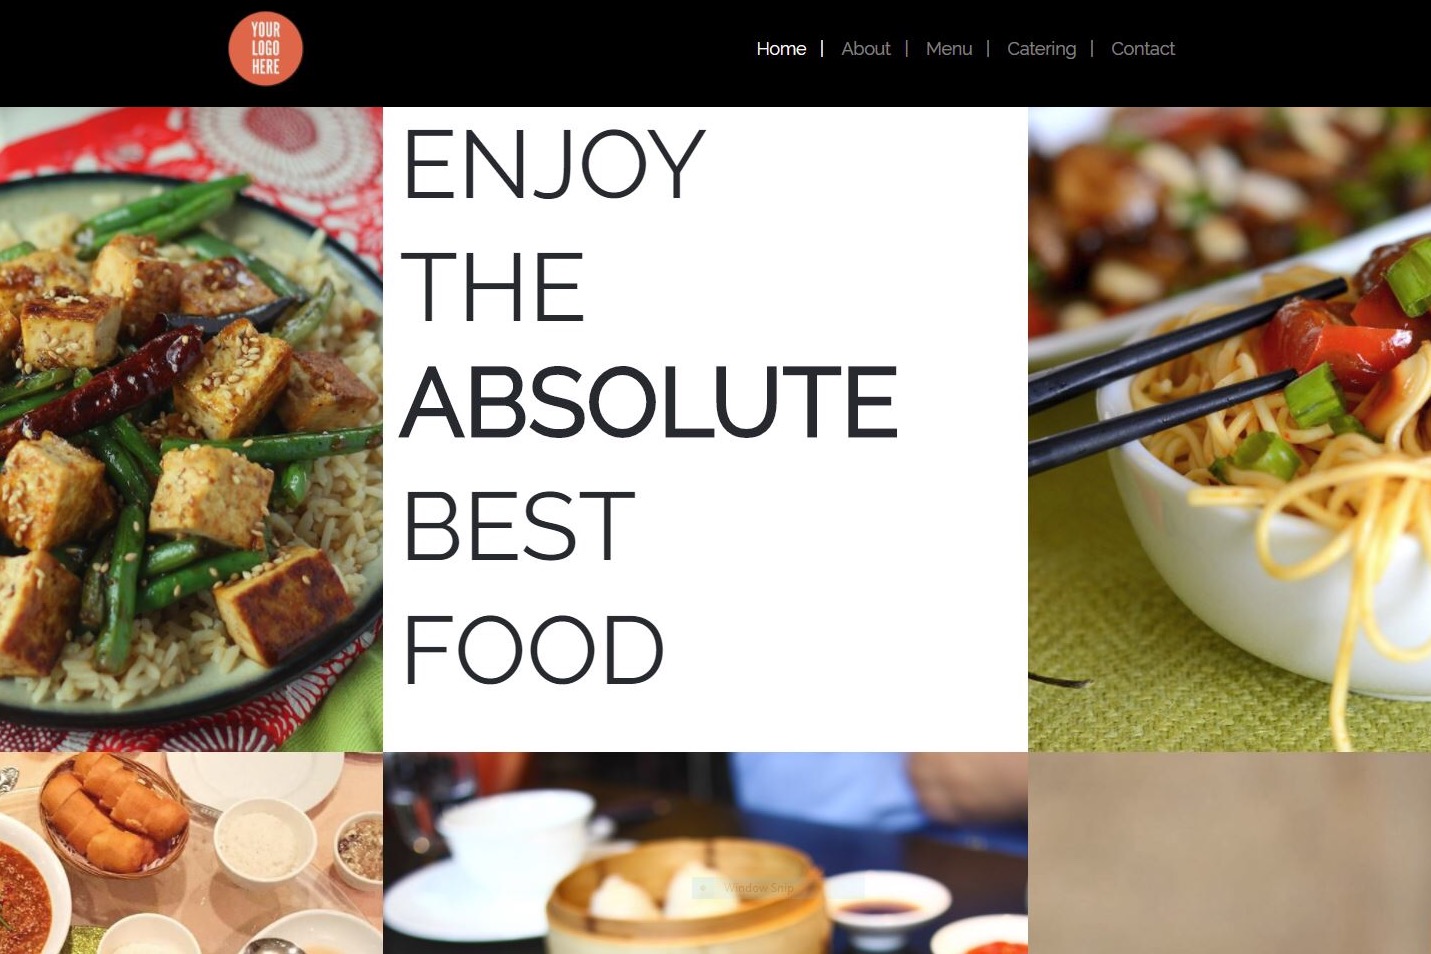 YOUR
LOGO
HERE
Home | About | Menu | Catering | Contact
ENJOY
THE
ABSOLUTE
BEST
FOOD
Window Snip